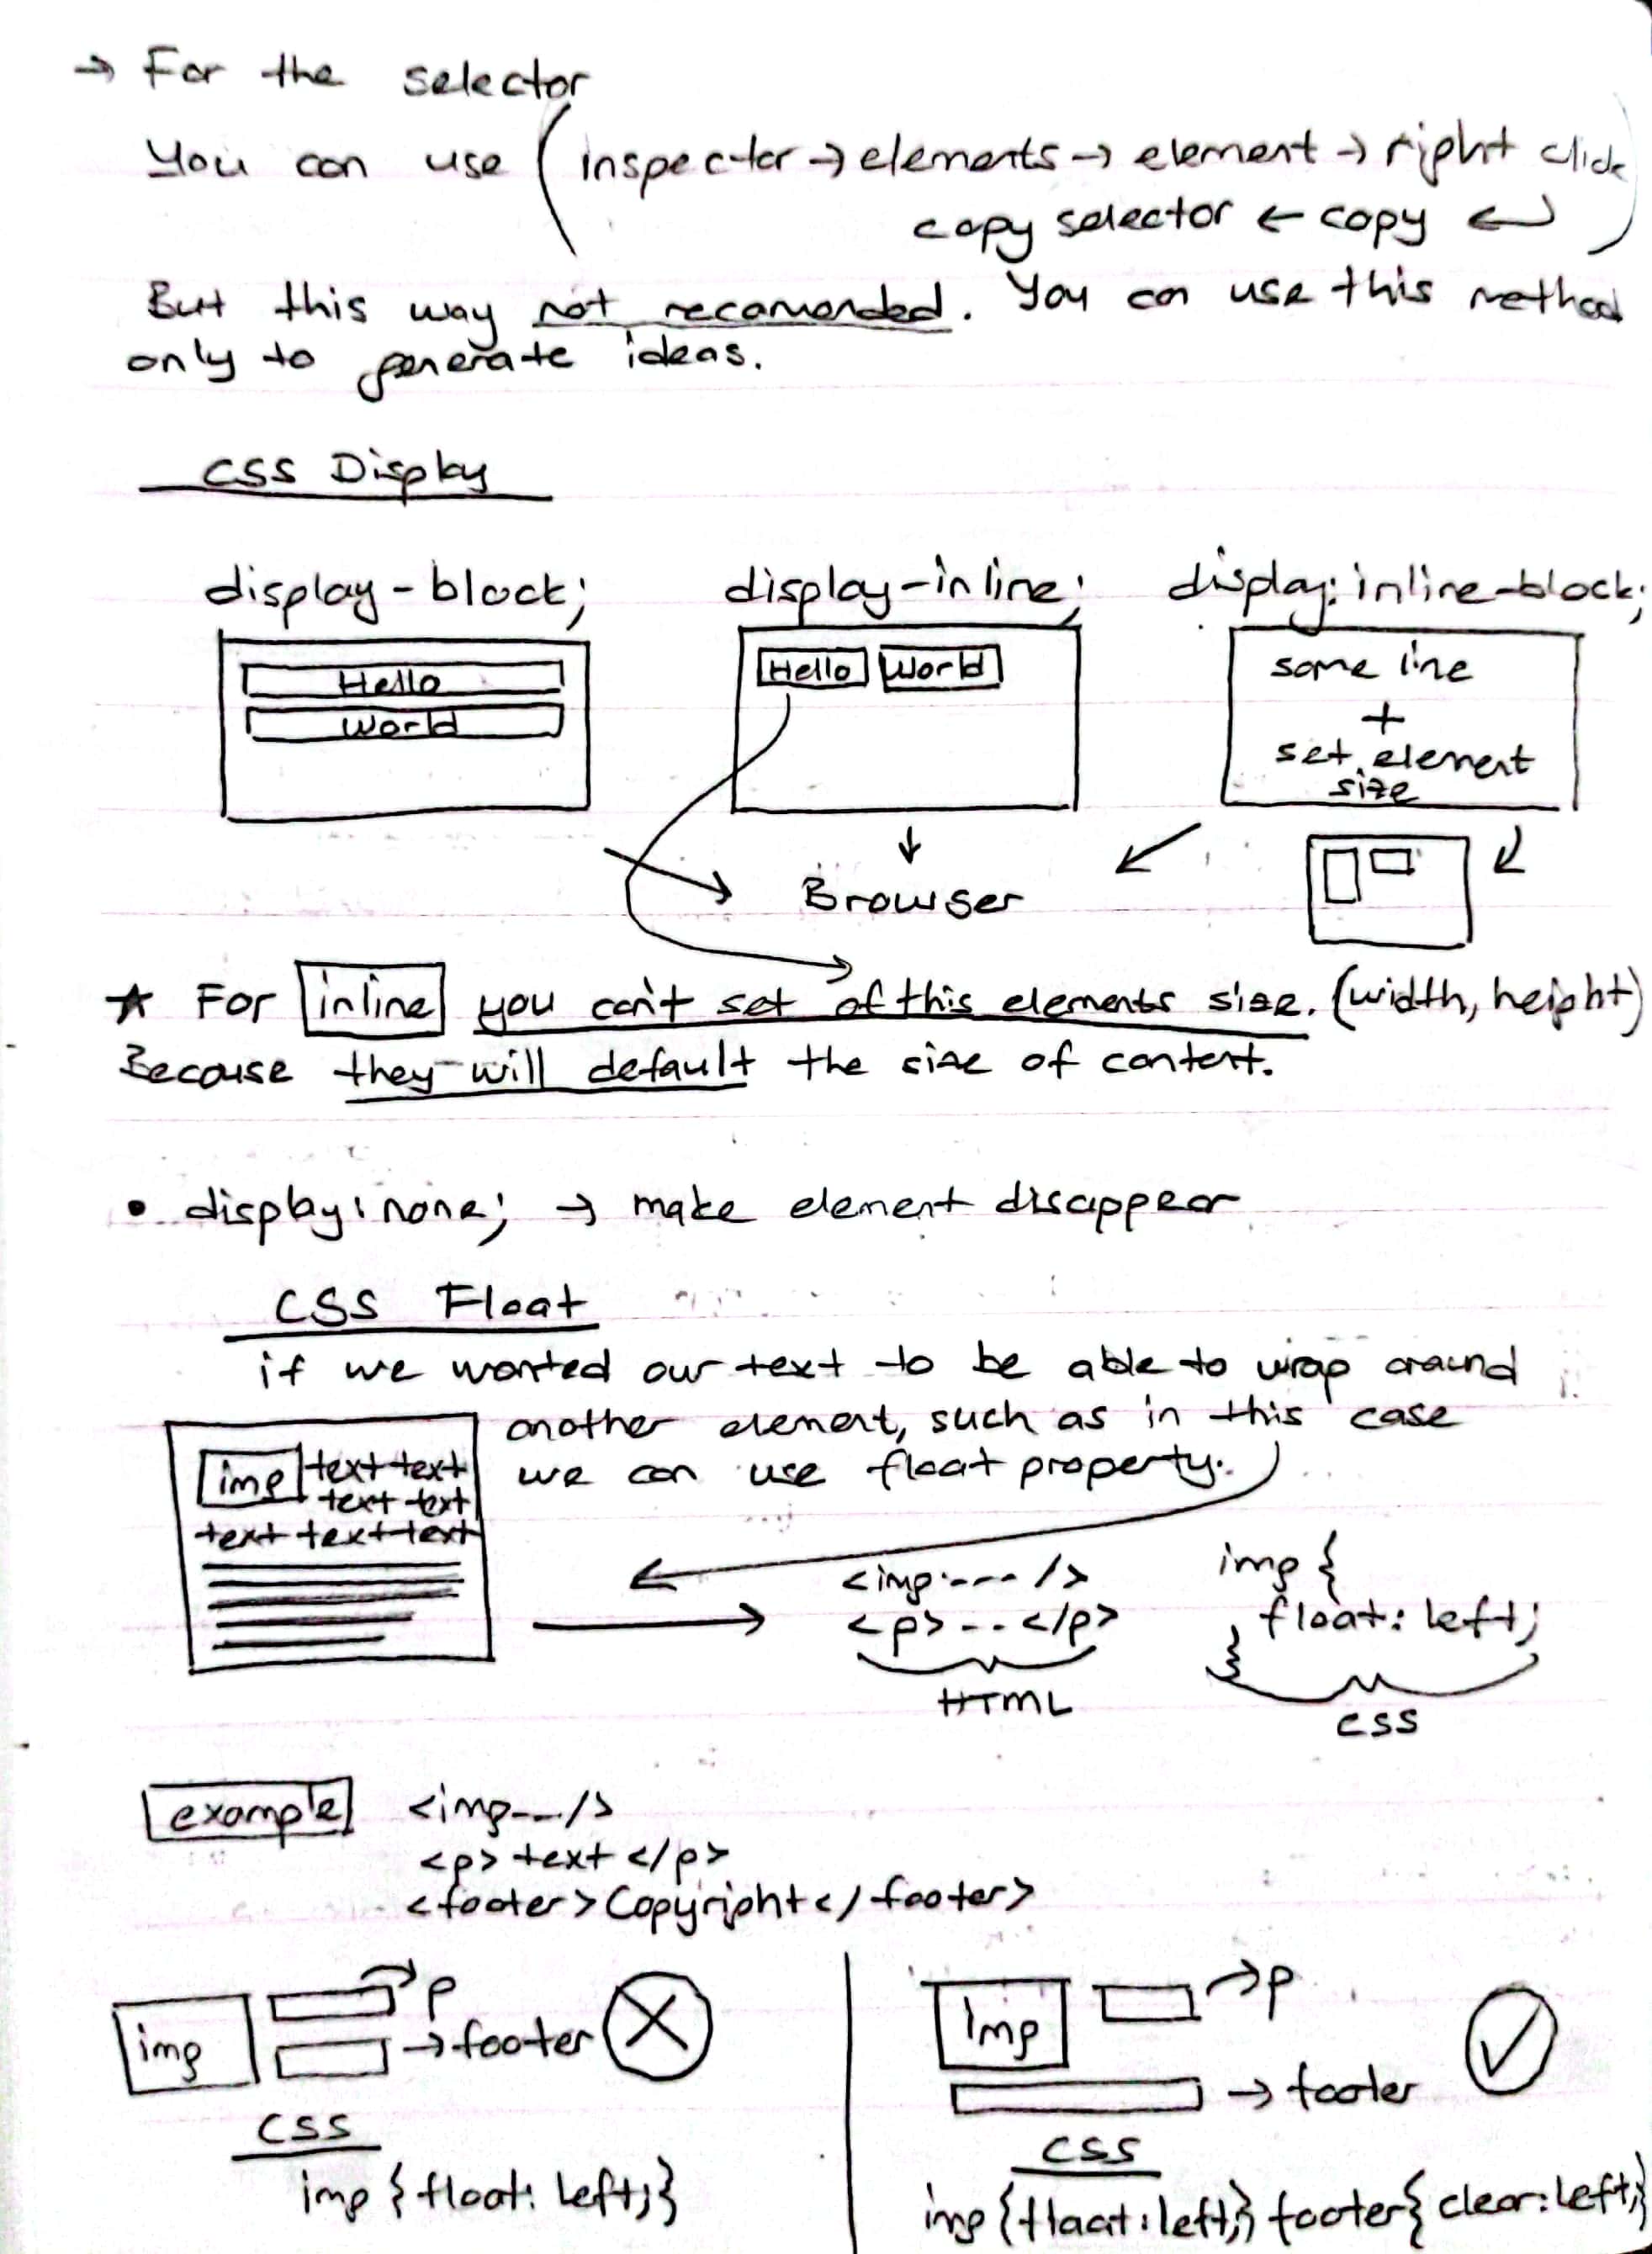 → For the selector
You can use (inspector → elements → element → right click
copy selector ← copy ↩)
But this way not recomended. You can use this method
only to generate ideas.
CSS Display
display-block;
Hello
World
display-inline;
Hello World
display: inline-block;
same line
+
set element
size
Browser
★ For inline you can't set of this elements size. (width, height)
Because they will default the size of content.
• display: none; → make element disappear
CSS Float
if we wanted our text to be able to wrap around
another element, such as in this case
we can use float property.
img text text
text text
text text text
<img --- />
<p> -- </p>
HTML
img {
float: left;
}
CSS
example
<img -- />
<p> text </p>
<footer> Copyright </footer>
img
→ p
→ footer
CSS
img {float: left;}
Img
→ p
→ footer
CSS
img {float: left;} footer {clear: left;}